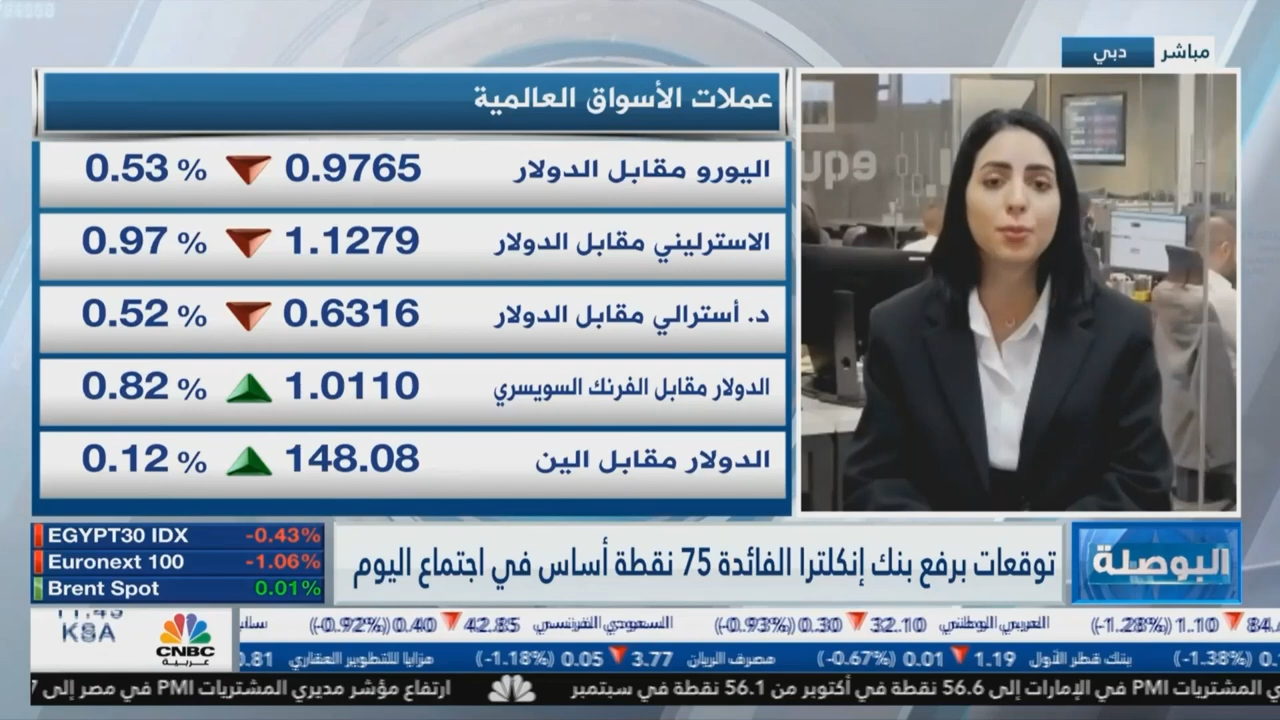 مباشر دبي
عملات الأسواق العالمية
اليورو مقابل الدولار 0.9765 0.53 %
الاسترليني مقابل الدولار 1.1279 0.97 %
د. أسترالي مقابل الدولار 0.6316 0.52 %
الدولار مقابل الفرنك السويسري 1.0110 0.82 %
الدولار مقابل الين 148.08 0.12 %
EGYPT30 IDX -0.43%
Euronext 100 -1.06%
Brent Spot 0.01%
البوصلة
توقعات برفع بنك إنكلترا الفائدة 75 نقطة أساس في اجتماع اليوم
KSA
CNBC
عربية
1.10 (-1.28%) العربي الوطني 32.10 0.30 (-0.93%) السعودي الفرنسي 42.85 0.40 (-0.92%)
(-1.38%) بنك قطر الأول 1.19 0.01 (-0.67%) مصرف الريان 3.77 0.05 (-1.18%) مزايا للتطوير العقاري
المشتريات PMI في الإمارات إلى 56.6 نقطة في أكتوبر من 56.1 نقطة في سبتمبر ارتفاع مؤشر مديري المشتريات PMI في مصر إلى